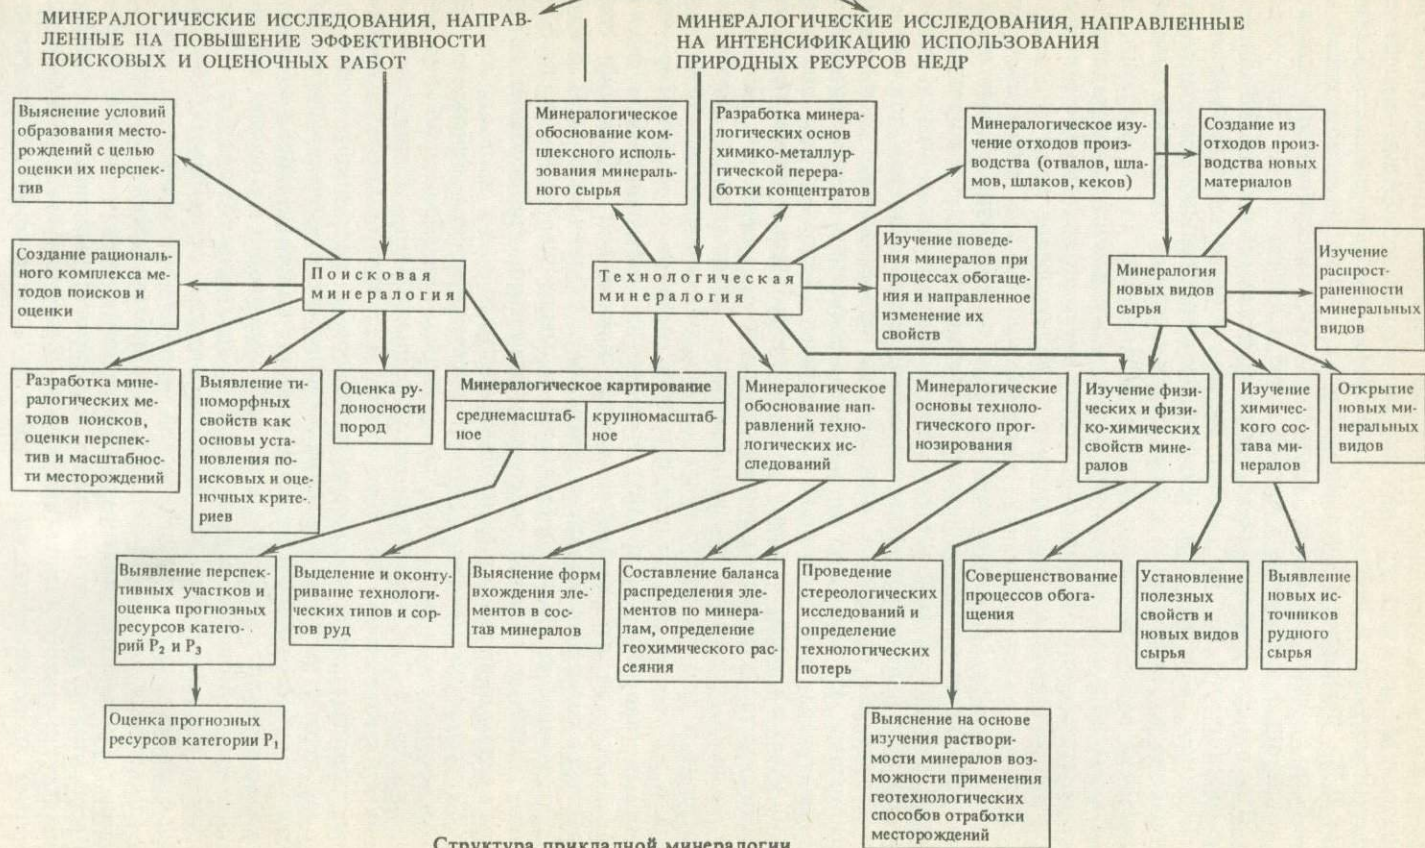 МИНЕРАЛОГИЧЕСКИЕ ИССЛЕДОВАНИЯ, НАПРАВ-
ЛЕННЫЕ НА ПОВЫШЕНИЕ ЭФФЕКТИВНОСТИ
ПОИСКОВЫХ И ОЦЕНОЧНЫХ РАБОТ
МИНЕРАЛОГИЧЕСКИЕ ИССЛЕДОВАНИЯ, НАПРАВЛЕННЫЕ
НА ИНТЕНСИФИКАЦИЮ ИСПОЛЬЗОВАНИЯ
ПРИРОДНЫХ РЕСУРСОВ НЕДР
Выяснение условий
образования место-
рождений с целью
оценки их перспек-
тив
Минералогическое
обоснование ком-
плексного исполь-
зования минераль-
ного сырья
Разработка минера-
логических основ
химико-металлур-
гической перера-
ботки концентратов
Минералогическое изу-
чение отходов произ-
водства (отвалов, шла-
мов, шлаков, кеков)
Создание из
отходов произ-
водства новых
материалов
Создание рациональ-
ного комплекса ме-
тодов поисков и
оценки
Поисковая
минералогия
Технологическая
минералогия
Изучение поведе-
ния минералов при
процессах обогаще-
ния и направленное
изменение их
свойств
Минералогия
новых видов
сырья
Изучение
распрост-
раненности
минеральных
видов
Разработка мине-
ралогических ме-
тодов поисков,
оценки перспек-
тив и масштабнос-
ти месторождений
Выявление ти-
поморфных
свойств как
основы уста-
новления по-
исковых и оце-
ночных крите-
риев
Оценка ру-
доносности
пород
Минералогическое картирование
среднемасштаб-
ное
крупномасштаб-
ное
Минералогическое
обоснование нап-
равлений техно-
логических ис-
следований
Минералогические
основы техноло-
гического прог-
нозирования
Изучение физи-
ческих и физи-
ко-химических
свойств мине-
ралов
Изучение
химичес-
кого сос-
тава ми-
нералов
Открытие
новых ми-
неральных
видов
Выявление перспек-
тивных участков и
оценка прогнозных
ресурсов катего-
рий P₂ и P₃
Выделение и оконту-
ривание технологи-
ческих типов и сор-
тов руд
Выяснение форм
вхождения эле-
ментов в сос-
тав минералов
Составление баланса
распределения эле-
ментов по минера-
лам, определение
геохимического рас-
сеяния
Проведение
стереологических
исследований и
определение
технологических
потерь
Совершенствование
процессов обога-
щения
Установление
полезных
свойств и
новых видов
сырья
Выявление
новых ис-
точников
рудного
сырья
Оценка прогнозных
ресурсов категории P₁
Выяснение на основе
изучения раствори-
мости минералов воз-
можности применения
геотехнологических
способов отработки
месторождений
Структура прикладной минералогии